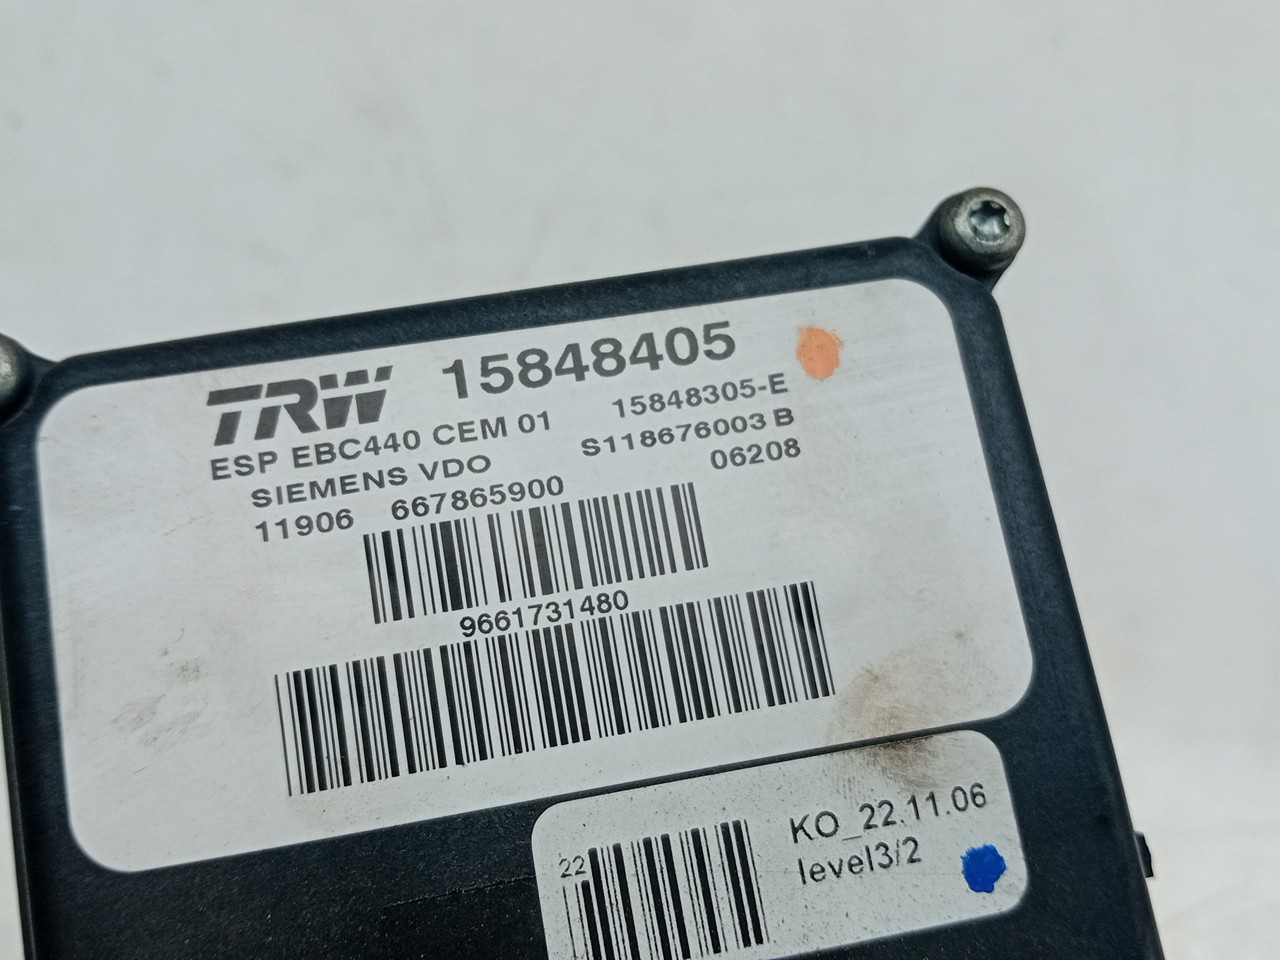 TRW 15848405
ESP EBC440 CEM 01 15848305-E
SIEMENS VDO S118676003 B
11906 667865900 06208
9661731480
KO_22.11.06
22 level3/2